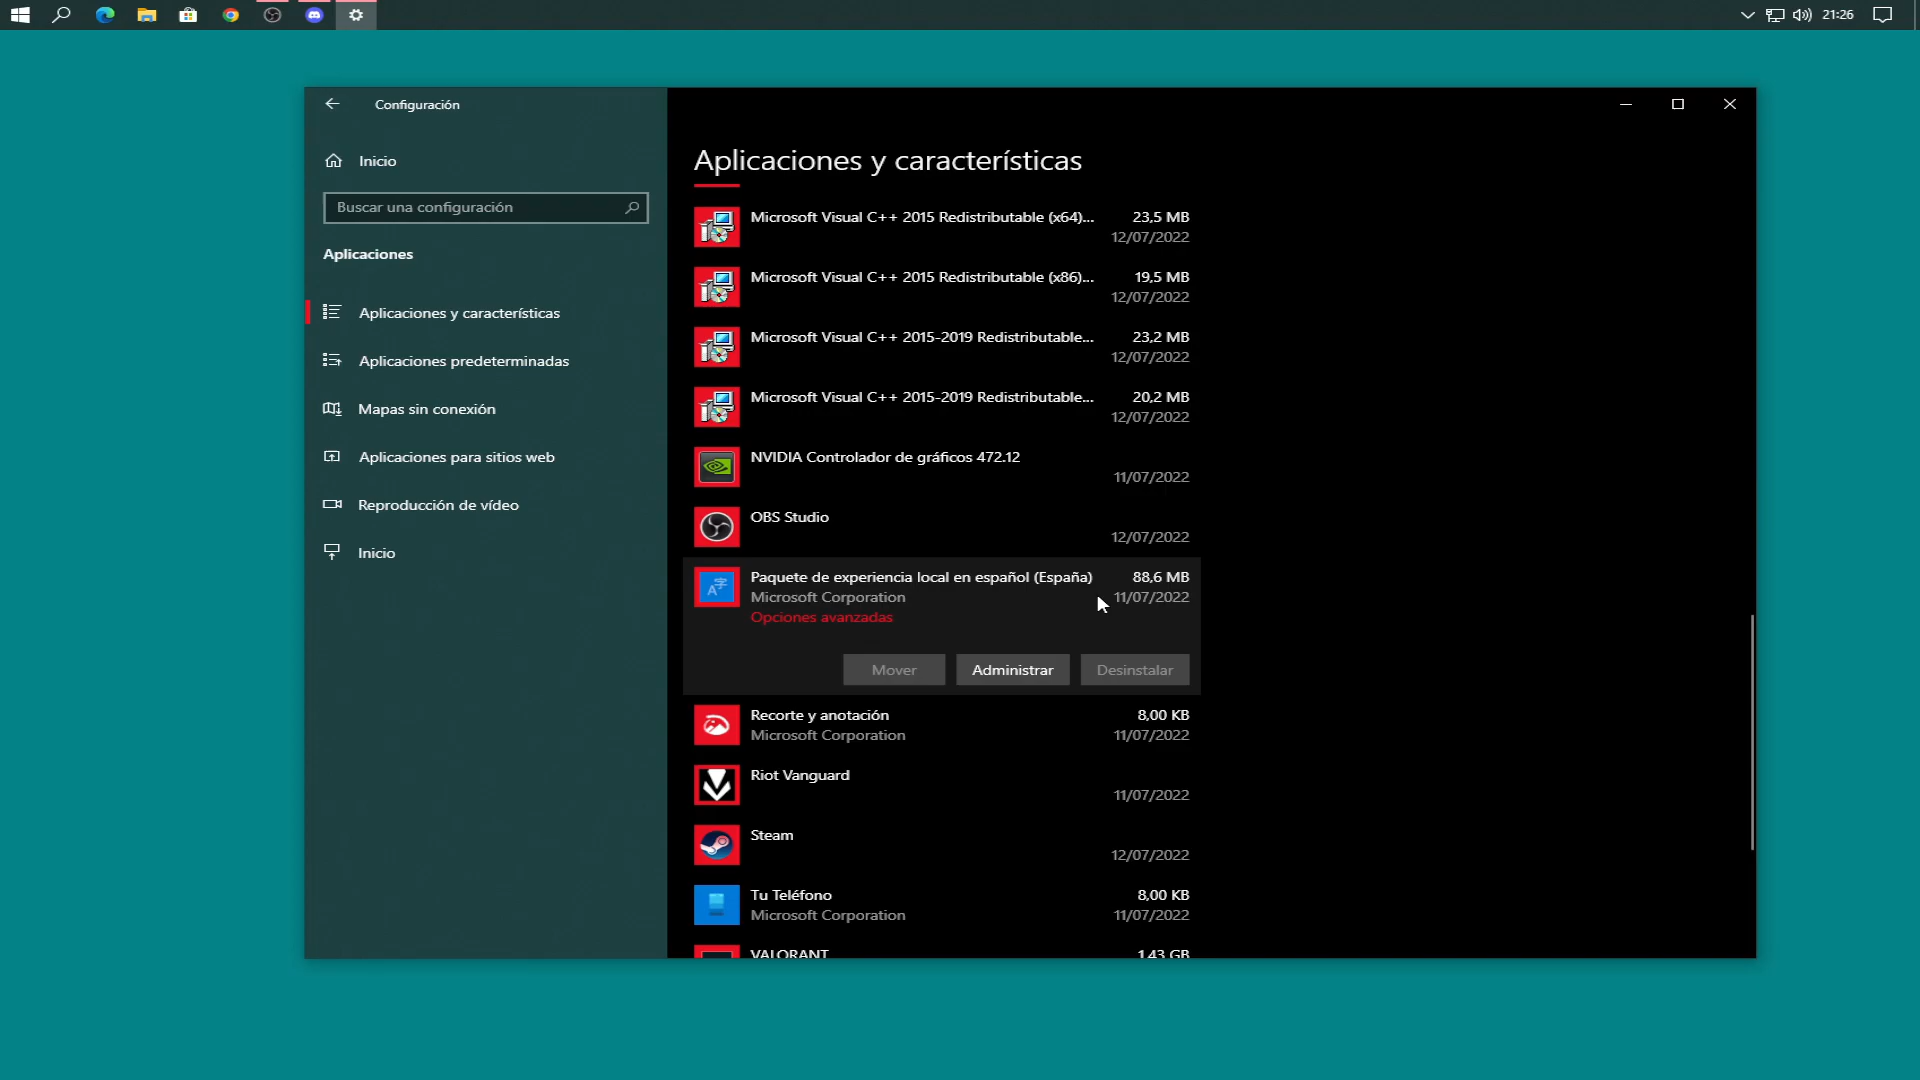 21:26
Configuración
Inicio
Buscar una configuración
Aplicaciones
Aplicaciones y características
Aplicaciones predeterminadas
Mapas sin conexión
Aplicaciones para sitios web
Reproducción de vídeo
Inicio
Aplicaciones y características
Microsoft Visual C++ 2015 Redistributable (x64)... 23,5 MB
12/07/2022
Microsoft Visual C++ 2015 Redistributable (x86)... 19,5 MB
12/07/2022
Microsoft Visual C++ 2015-2019 Redistributable... 23,2 MB
12/07/2022
Microsoft Visual C++ 2015-2019 Redistributable... 20,2 MB
12/07/2022
NVIDIA Controlador de gráficos 472.12
11/07/2022
OBS Studio
12/07/2022
Paquete de experiencia local en español (España) 88,6 MB
Microsoft Corporation 11/07/2022
Opciones avanzadas
Mover Administrar Desinstalar
Recorte y anotación 8,00 KB
Microsoft Corporation 11/07/2022
Riot Vanguard
11/07/2022
Steam
12/07/2022
Tu Teléfono 8,00 KB
Microsoft Corporation 11/07/2022
VALORANT 1,43 GB